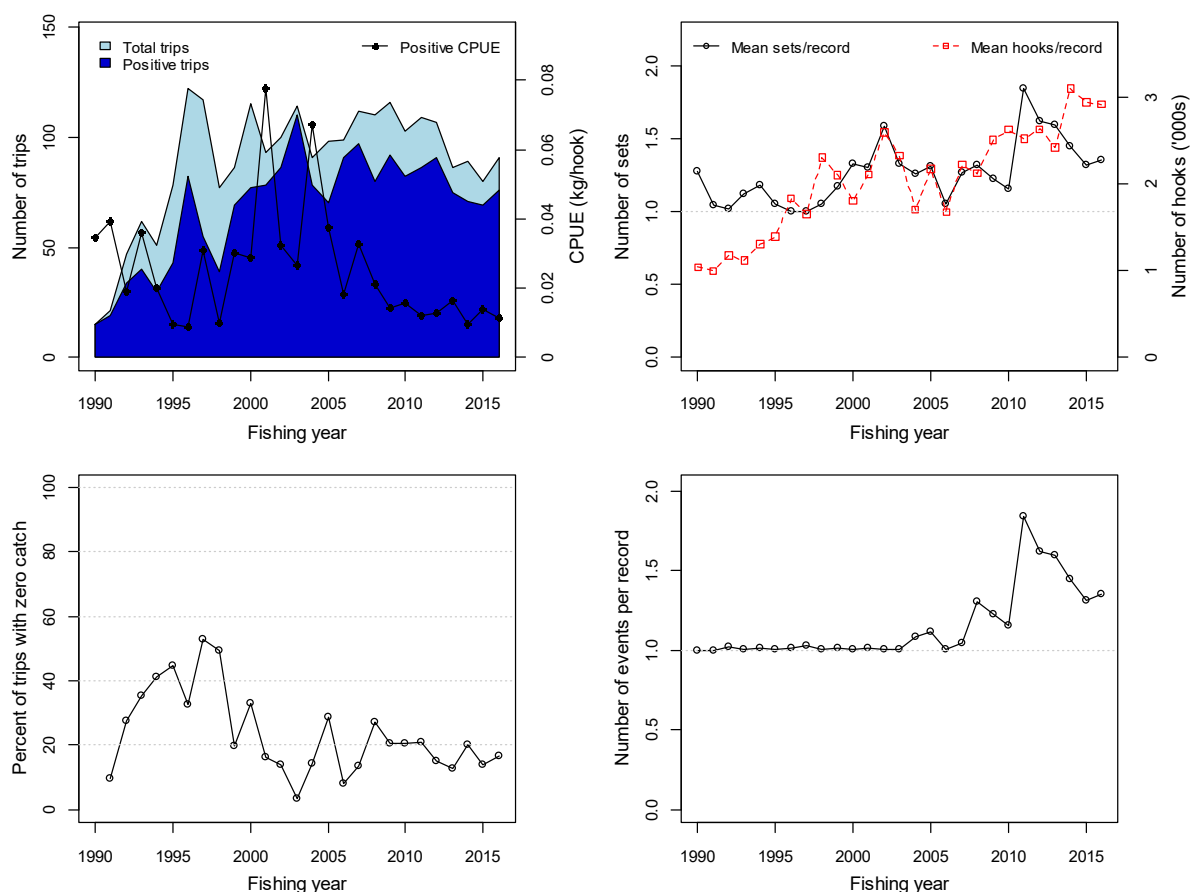 Total trips
Positive trips
Positive CPUE
Number of trips
0
50
100
150
CPUE (kg/hook)
0
0.02
0.04
0.06
0.08
1990 1995 2000 2005 2010 2015
Fishing year
Mean sets/record
Mean hooks/record
Number of sets
0.0
0.5
1.0
1.5
2.0
Number of hooks ('000s)
0
1
2
3
1990 1995 2000 2005 2010 2015
Fishing year
Percent of trips with zero catch
0
20
40
60
80
100
1990 1995 2000 2005 2010 2015
Fishing year
Number of events per record
0.0
0.5
1.0
1.5
2.0
1990 1995 2000 2005 2010 2015
Fishing year